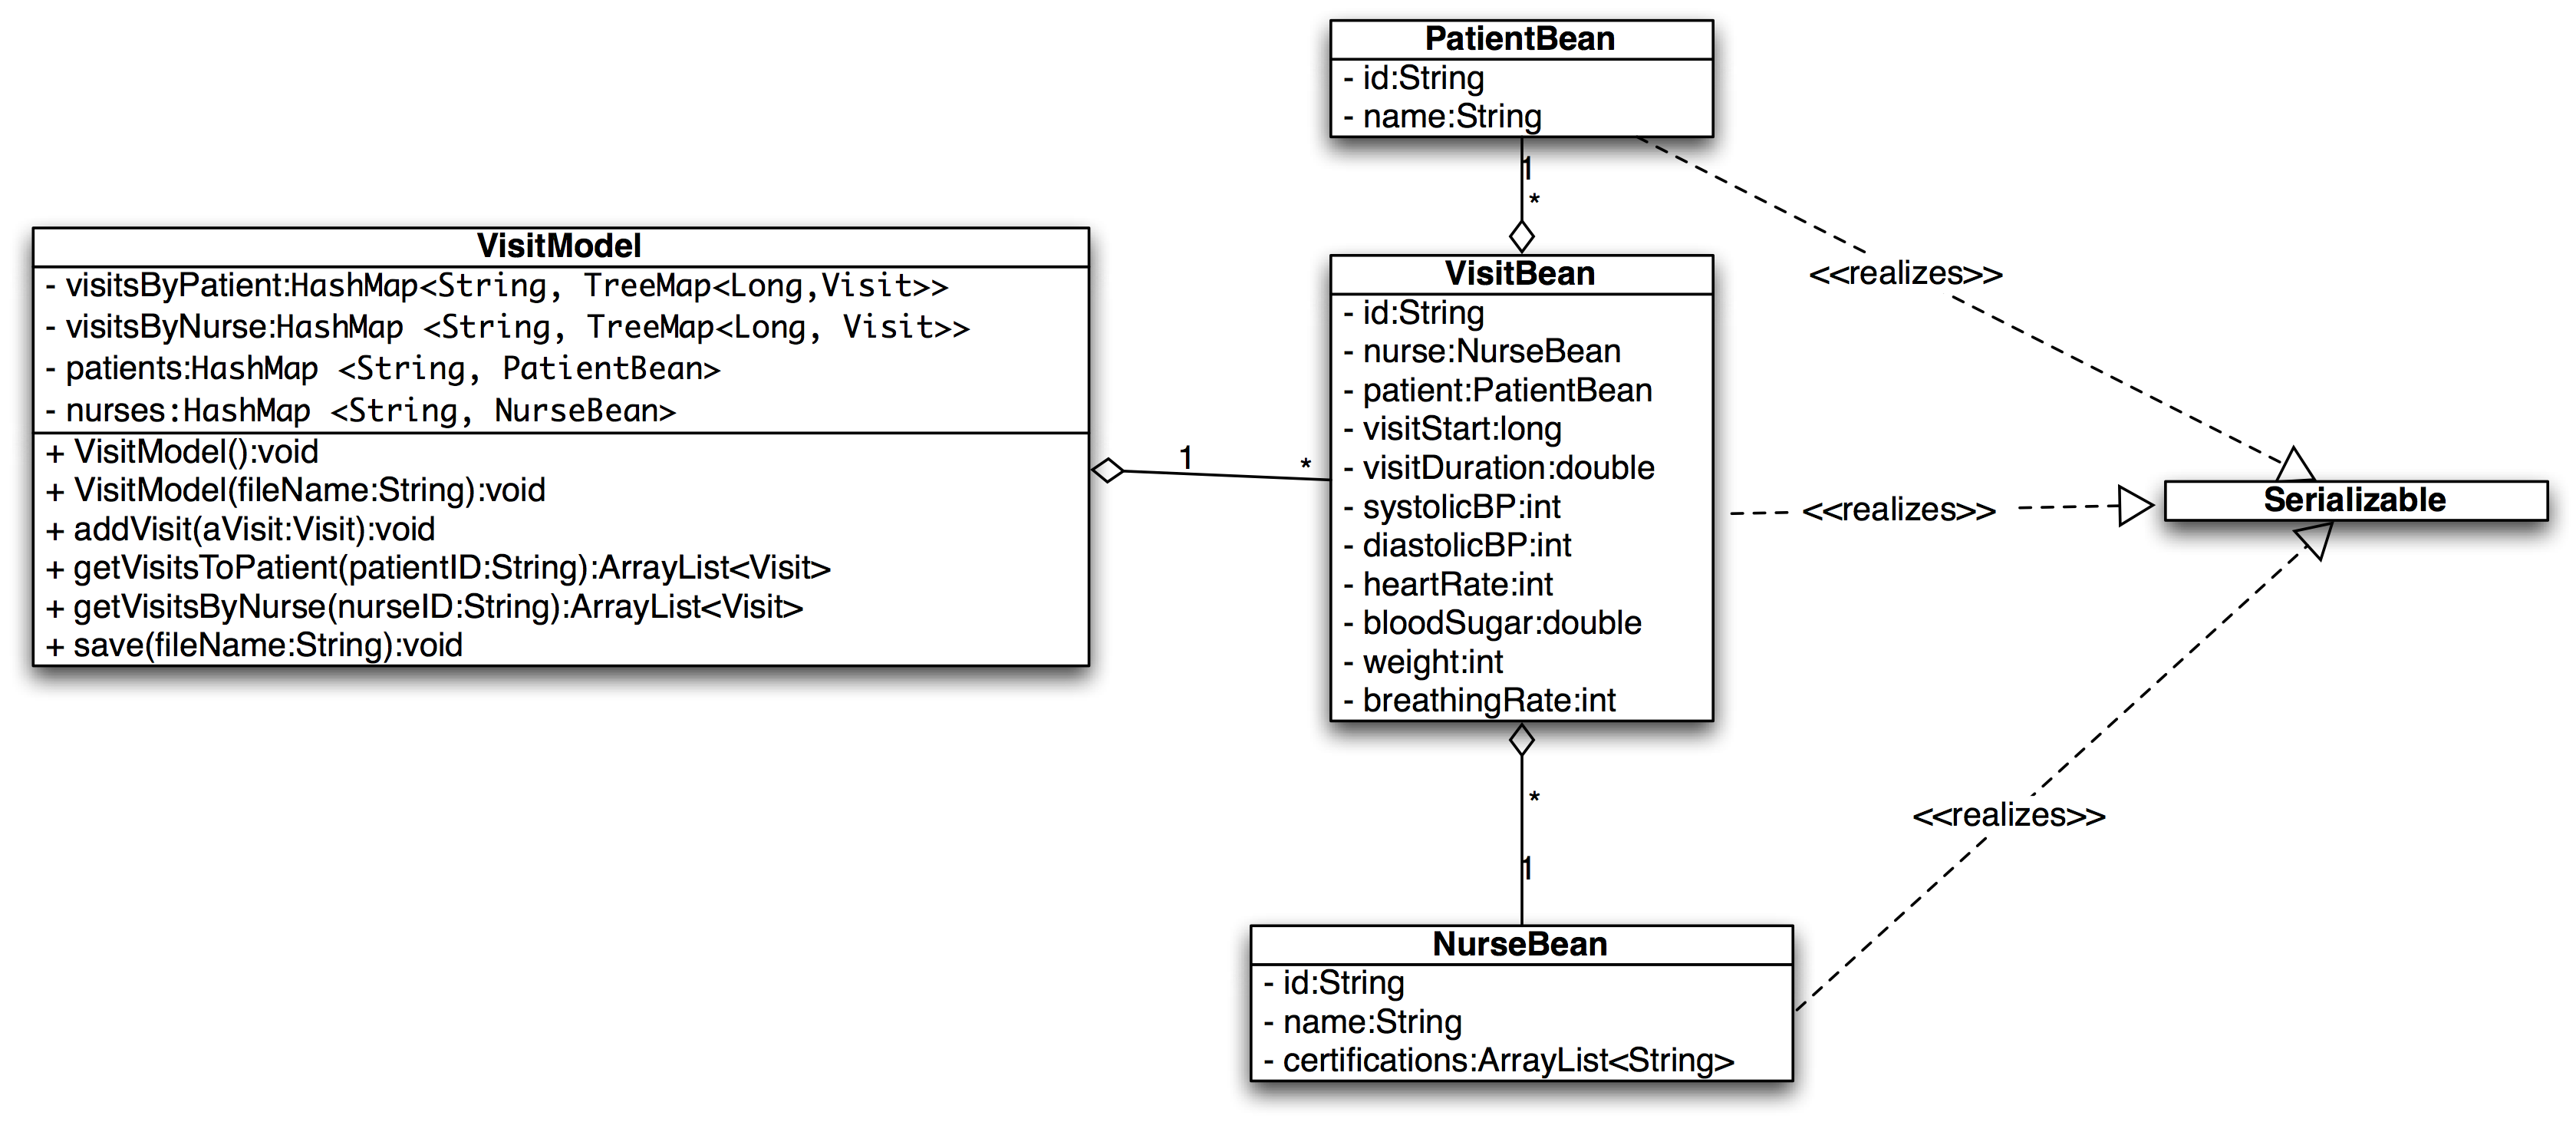 PatientBean
- id:String
- name:String
1
*
<<realizes>>
VisitModel
- visitsByPatient:HashMap<String, TreeMap<Long,Visit>>
- visitsByNurse:HashMap <String, TreeMap<Long, Visit>>
- patients:HashMap <String, PatientBean>
- nurses:HashMap <String, NurseBean>
+ VisitModel():void
+ VisitModel(fileName:String):void
+ addVisit(aVisit:Visit):void
+ getVisitsToPatient(patientID:String):ArrayList<Visit>
+ getVisitsByNurse(nurseID:String):ArrayList<Visit>
+ save(fileName:String):void
1
*
VisitBean
- id:String
- nurse:NurseBean
- patient:PatientBean
- visitStart:long
- visitDuration:double
- systolicBP:int
- diastolicBP:int
- heartRate:int
- bloodSugar:double
- weight:int
- breathingRate:int
<<realizes>>
Serializable
*
1
<<realizes>>
NurseBean
- id:String
- name:String
- certifications:ArrayList<String>